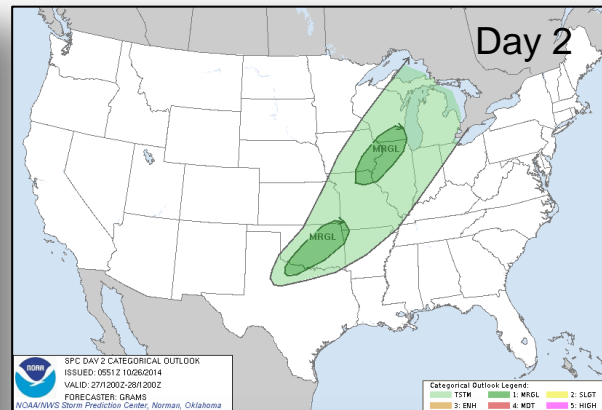 Day 2
MRGL
MRGL
NOAA
SPC DAY 2 CATEGORICAL OUTLOOK
ISSUED: 0551Z 10/26/2014
VALID: 27/1200Z-28/1200Z
FORECASTER: GRAMS
NOAA/NWS Storm Prediction Center, Norman, Oklahoma
Categorical Outlook Legend:
TSTM 1: MRGL 2: SLGT
3: ENH 4: MDT 5: HIGH